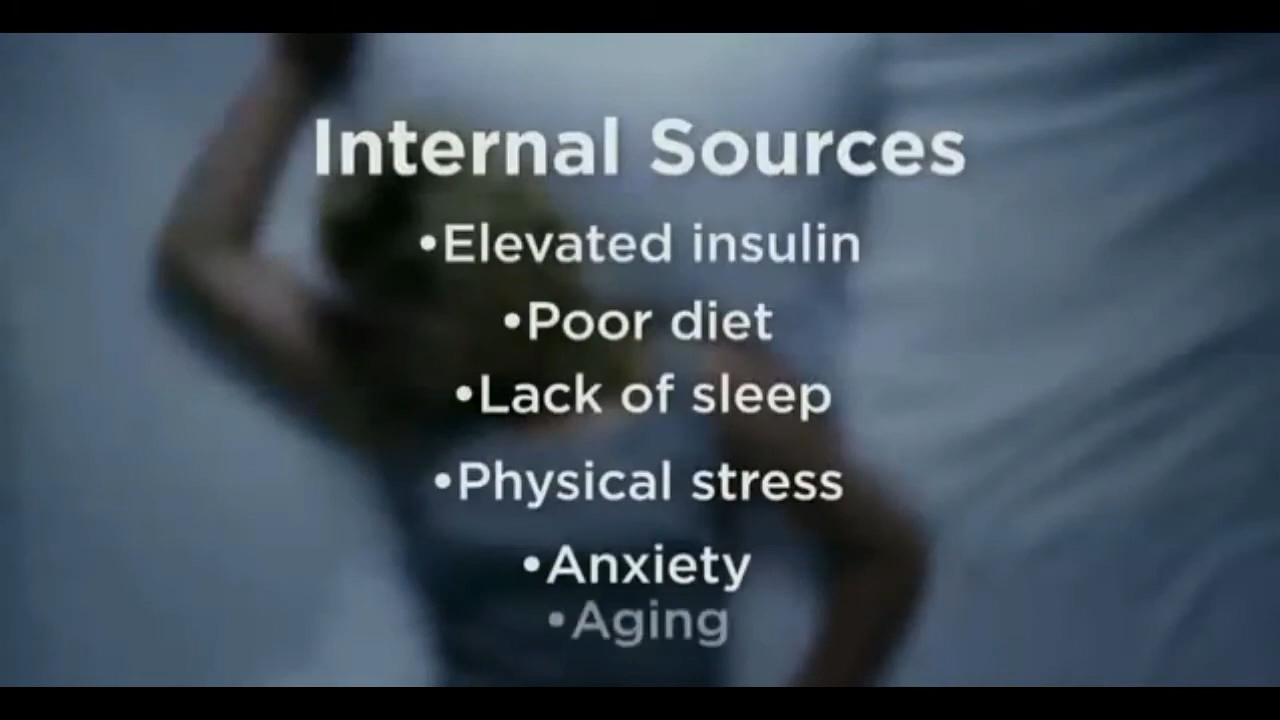 Internal Sources
•Elevated insulin
•Poor diet
•Lack of sleep
•Physical stress
•Anxiety
•Aging